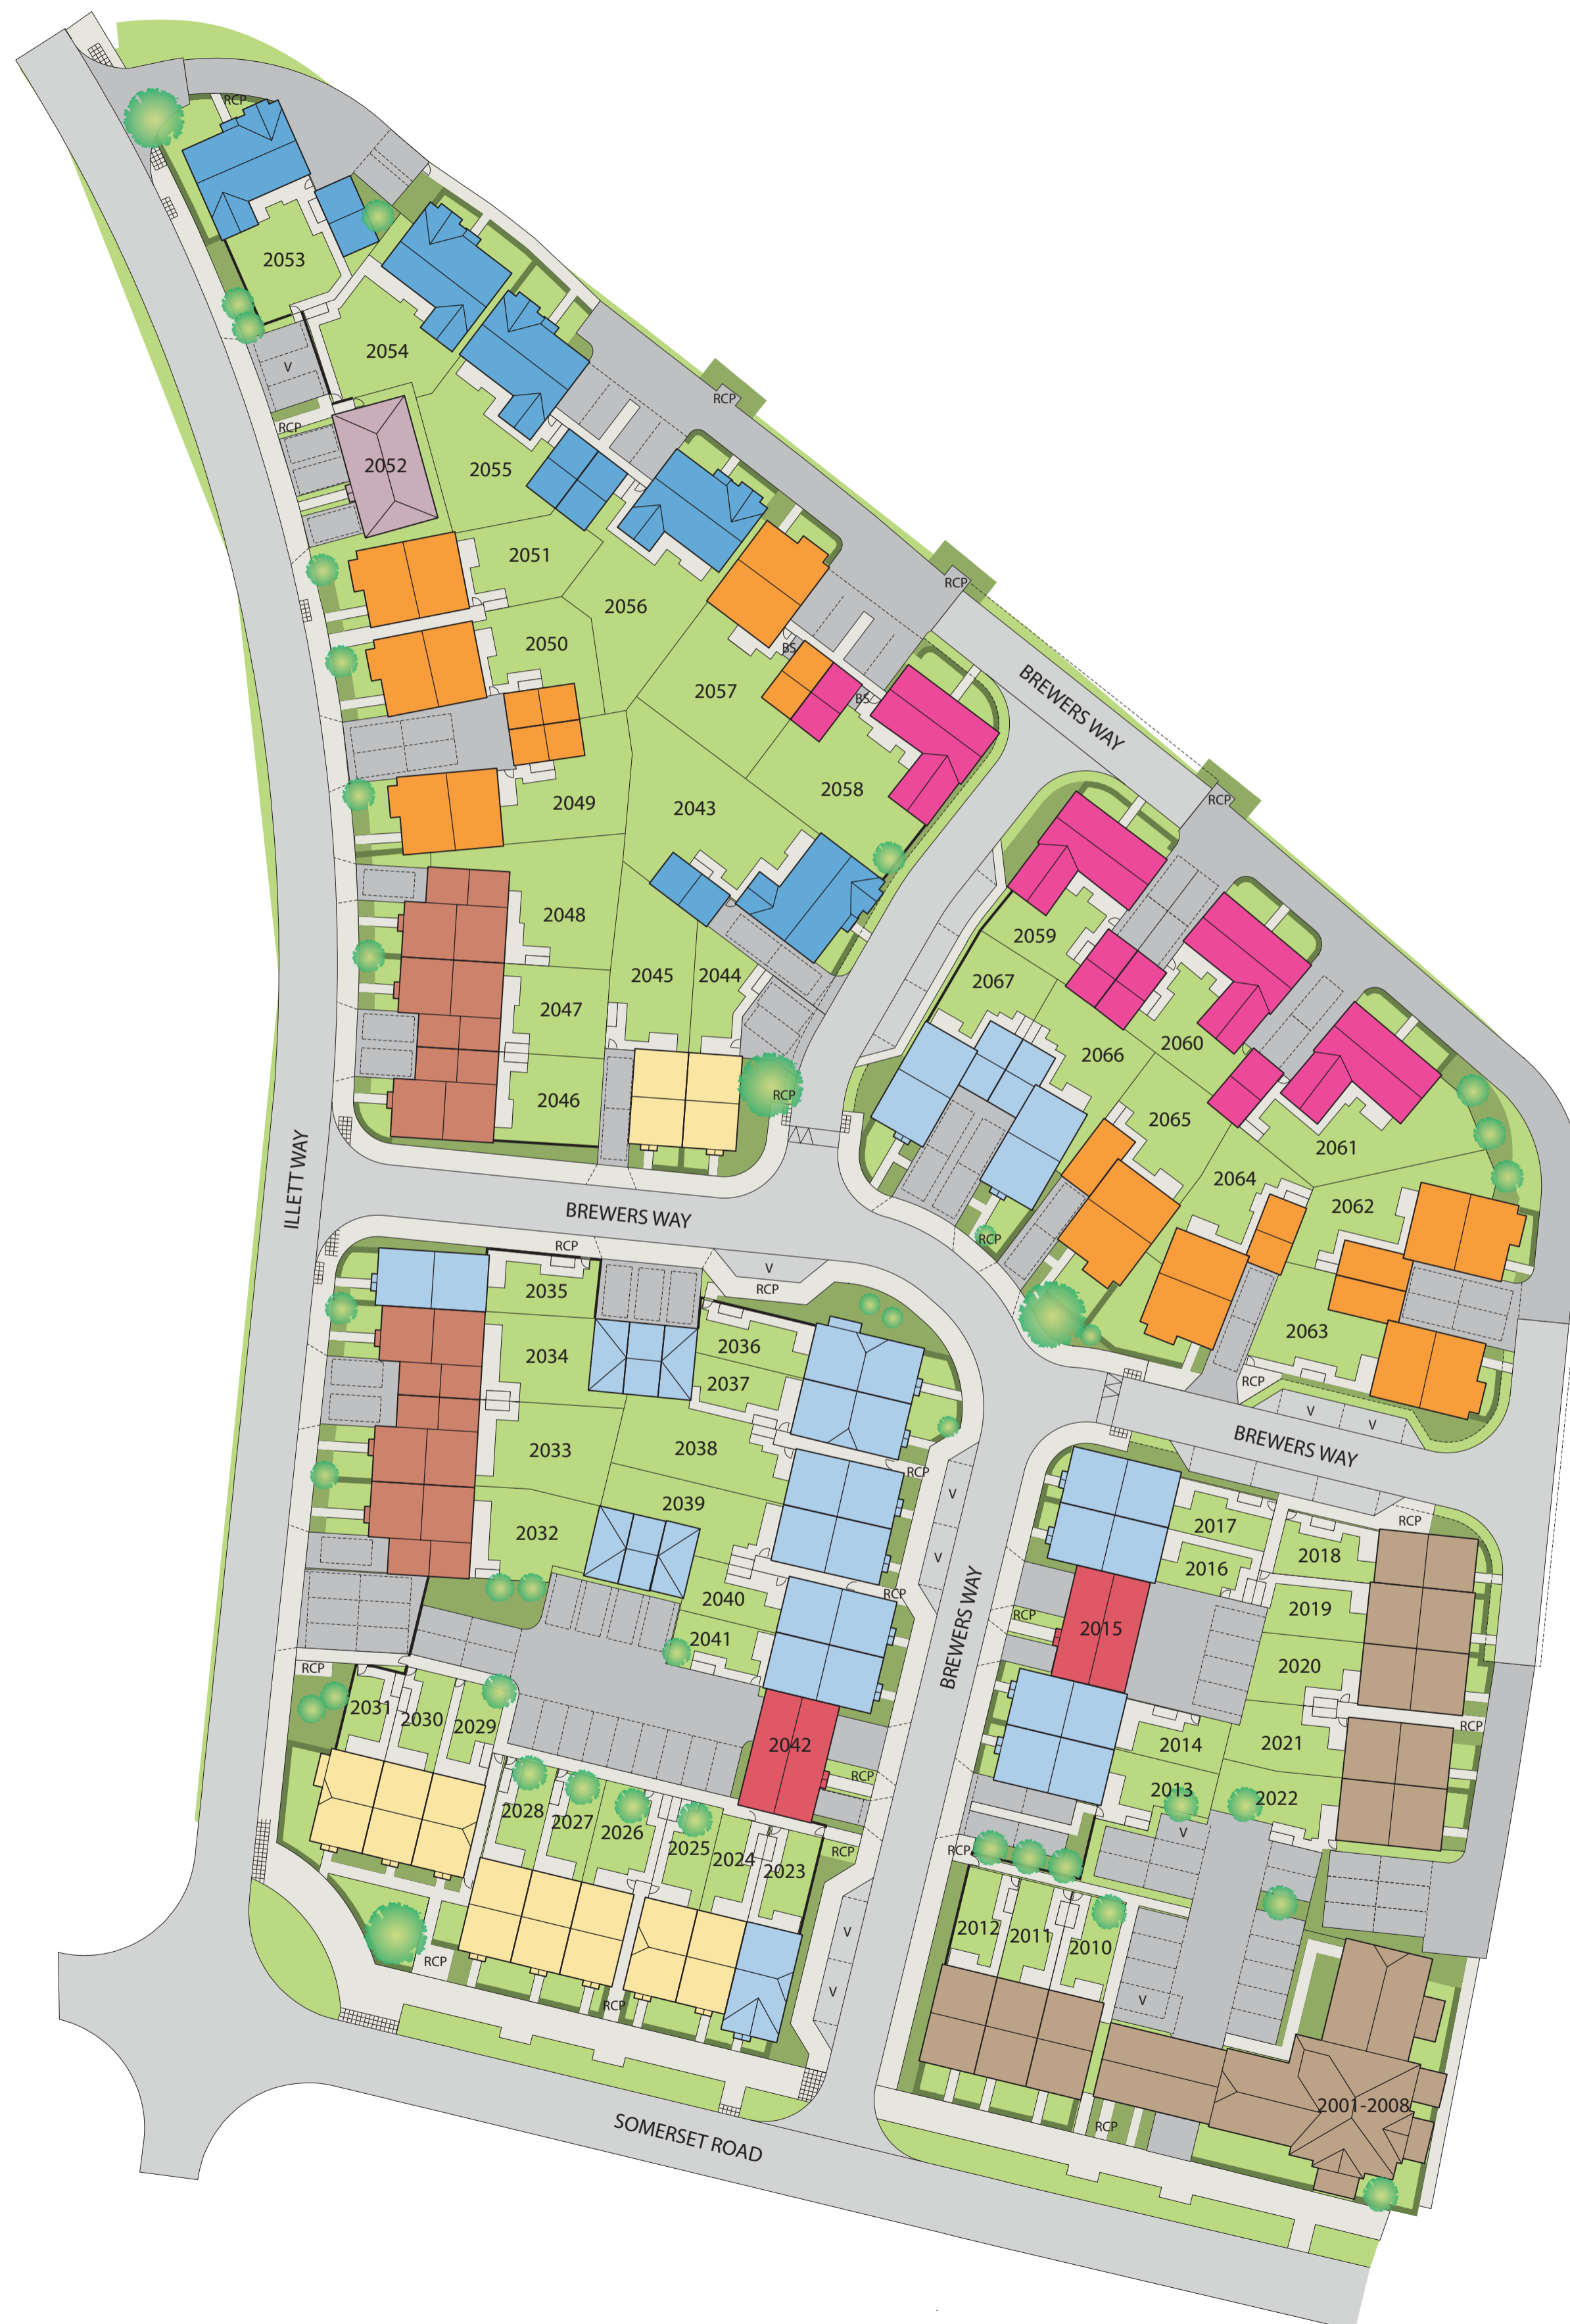 RCP
2053
2054
V
RCP
RCP
2052
2055
2051
2056
RCP
2050
BS
2057
BS
BREWERS WAY
2049
2043
2058
RCP
2048
2059
2045
2044
2067
2047
2060
2066
2046
RCP
2065
2061
ILLETT WAY
2064
2062
BREWERS WAY
RCP
RCP
V
RCP
2035
2036
2063
2034
2037
RCP
V
V
2033
2038
BREWERS WAY
RCP
V
2039
RCP
2032
2017
V
2018
2016
RCP
2040
2019
RCP
2015
2041
BREWERS WAY
RCP
2020
2031
2030
2029
RCP
2042
2014
2021
RCP
2013
2022
2028
2027
2026
V
2025
2024
2023
RCP
RCP
V
2012
2011
2010
RCP
V
V
RCP
2001-2008
RCP
SOMERSET ROAD